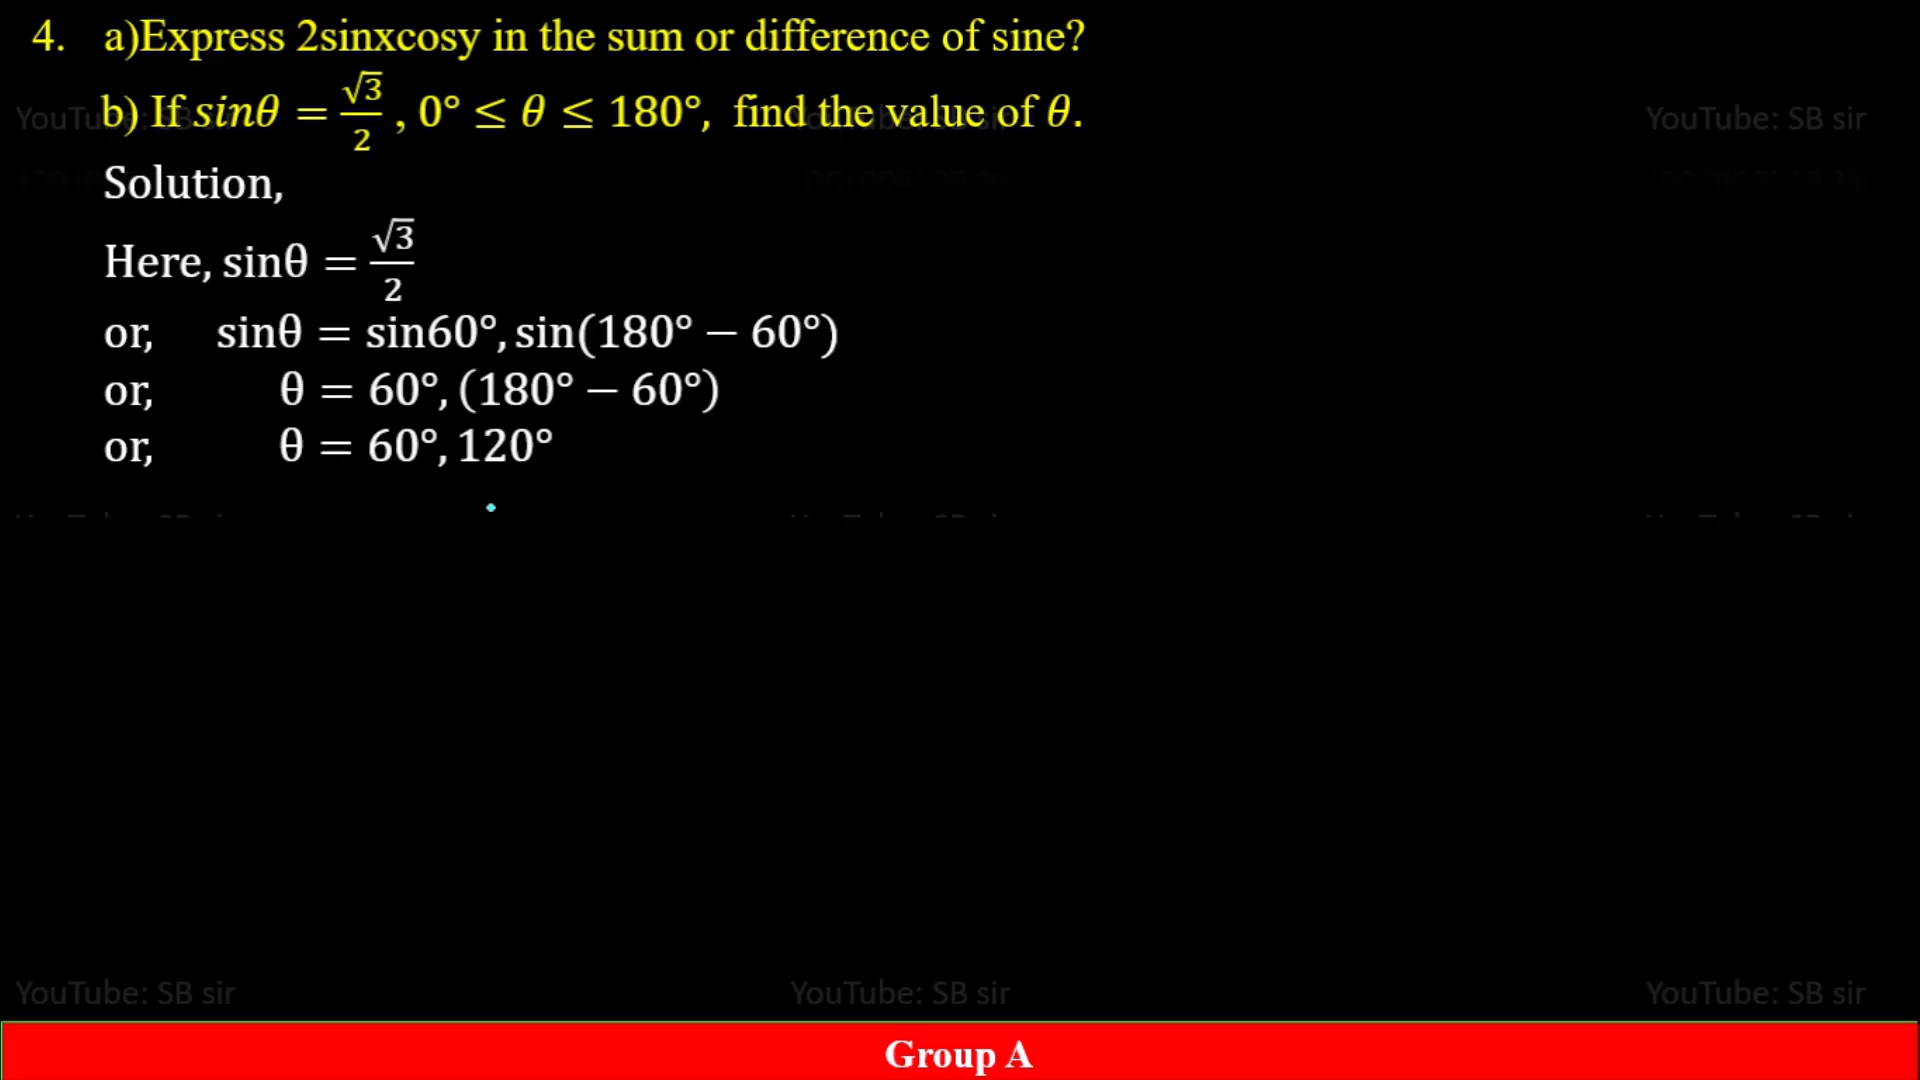 4. a)Express 2sinxcosy in the sum or difference of sine?
b) If sinθ = √3/2 , 0° ≤ θ ≤ 180°, find the value of θ.
YouTube: SB sir
Solution,
Here, sinθ = √3/2
or, sinθ = sin60°, sin(180° − 60°)
or, θ = 60°, (180° − 60°)
or, θ = 60°, 120°
YouTube: SB sir YouTube: SB sir YouTube: SB sir
Group A